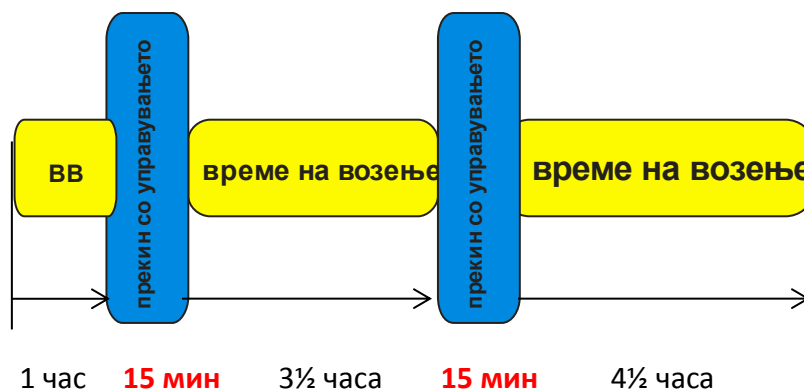 ВВ
прекин со управувањето
време на возење
прекин со управувањето
време на возење
1 час 15 мин 3½ часа 15 мин 4½ часа